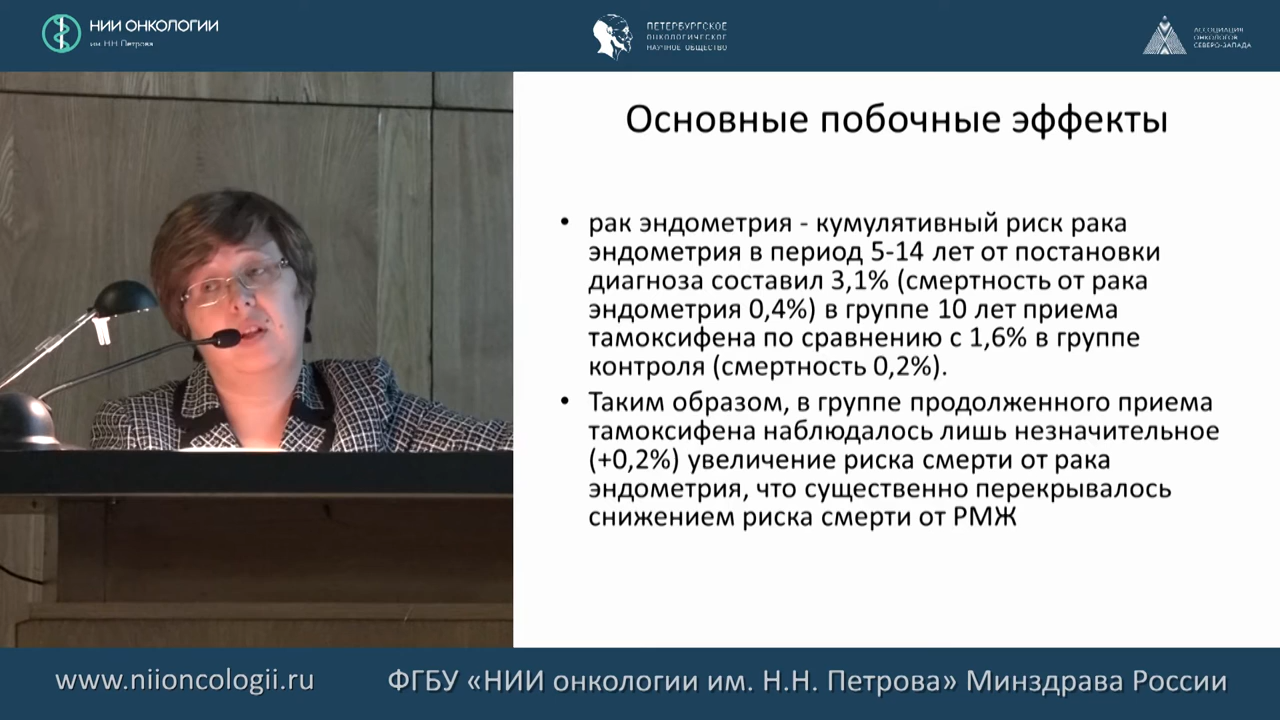 НИИ ОНКОЛОГИИ
им. Н.Н. Петрова
ПЕТЕРБУРГСКОЕ
ОНКОЛОГИЧЕСКОЕ
НАУЧНОЕ ОБЩЕСТВО
АССОЦИАЦИЯ
ОНКОЛОГОВ
СЕВЕРО-ЗАПАДА
Основные побочные эффекты
• рак эндометрия - кумулятивный риск рака
эндометрия в период 5-14 лет от постановки
диагноза составил 3,1% (смертность от рака
эндометрия 0,4%) в группе 10 лет приема
тамоксифена по сравнению с 1,6% в группе
контроля (смертность 0,2%).
• Таким образом, в группе продолженного приема
тамоксифена наблюдалось лишь незначительное
(+0,2%) увеличение риска смерти от рака
эндометрия, что существенно перекрывалось
снижением риска смерти от РМЖ
www.niioncologii.ru
ФГБУ «НИИ онкологии им. Н.Н. Петрова» Минздрава России